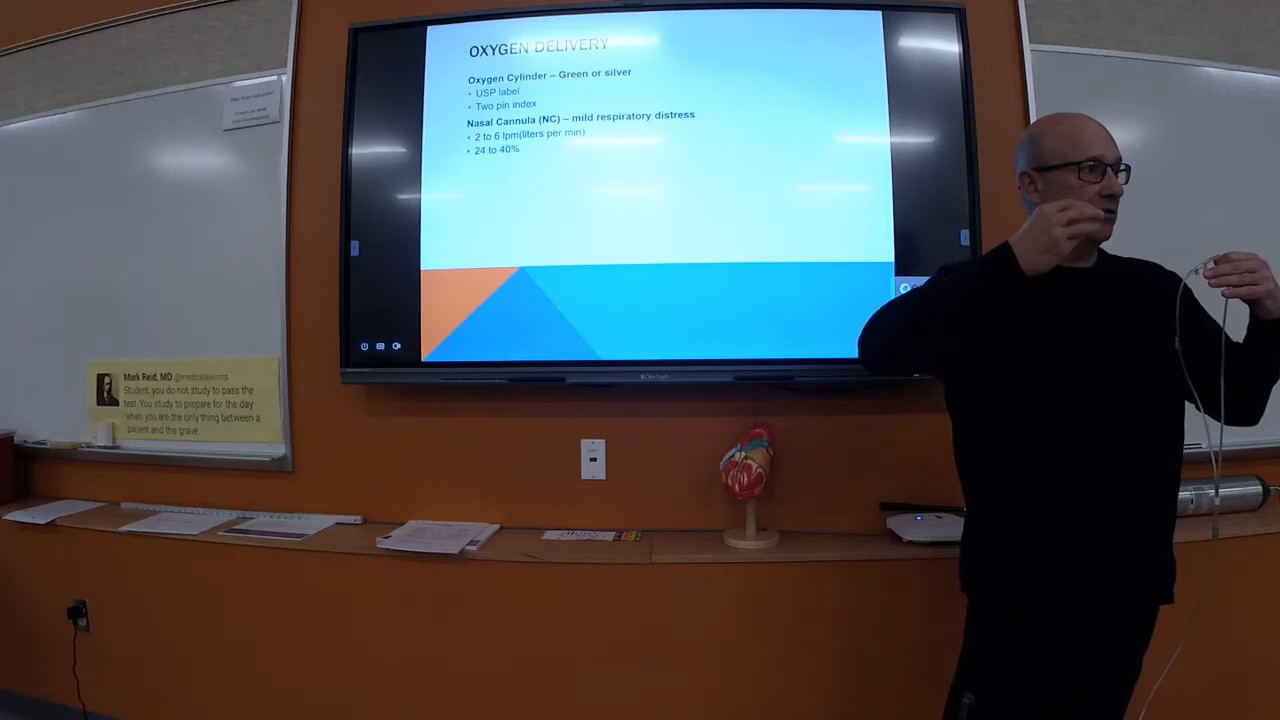 OXYGEN DELIVERY
Oxygen Cylinder – Green or silver
• USP label
• Two pin index
Nasal Cannula (NC) – mild respiratory distress
• 2 to 6 lpm(liters per min)
• 24 to 40%
Mark Reid, MD @medicalaxioms
Student, you do not study to pass the
test. You study to prepare for the day
when you are the only thing between a
patient and the grave.